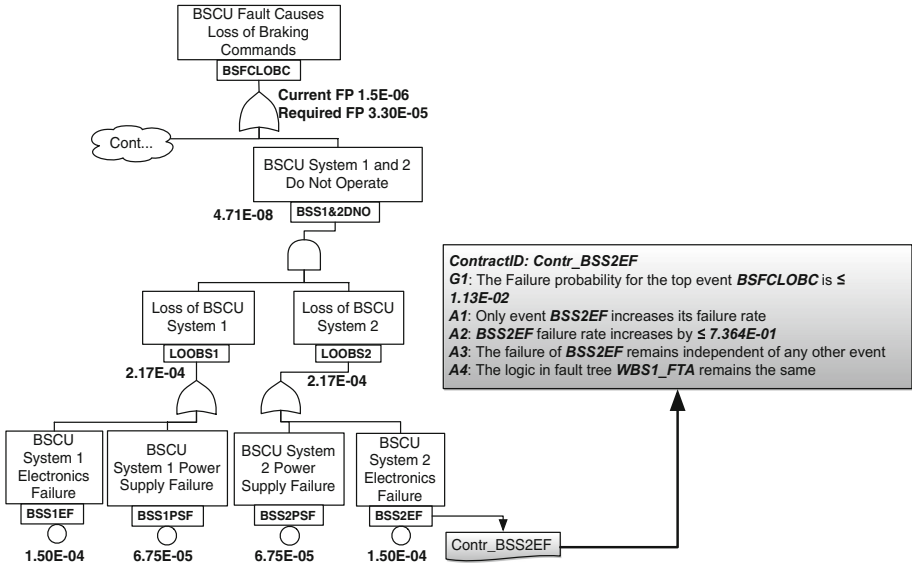 BSCU Fault Causes
Loss of Braking
Commands
BSFCLOBC
Current FP 1.5E-06
Required FP 3.30E-05
Cont...
BSCU System 1 and 2
Do Not Operate
BSS1&2DNO
4.71E-08
Loss of BSCU
System 1
LOOBS1
2.17E-04
Loss of BSCU
System 2
LOOBS2
2.17E-04
BSCU
System 1
Electronics
Failure
BSS1EF
1.50E-04
BSCU
System 1 Power
Supply Failure
BSS1PSF
6.75E-05
BSCU System
2 Power
Supply Failure
BSS2PSF
6.75E-05
BSCU
System 2
Electronics
Failure
BSS2EF
1.50E-04
Contr_BSS2EF
ContractID: Contr_BSS2EF
G1: The Failure probability for the top event BSFCLOBC is ≤
1.13E-02
A1: Only event BSS2EF increases its failure rate
A2: BSS2EF failure rate increases by ≤ 7.364E-01
A3: The failure of BSS2EF remains independent of any other event
A4: The logic in fault tree WBS1_FTA remains the same